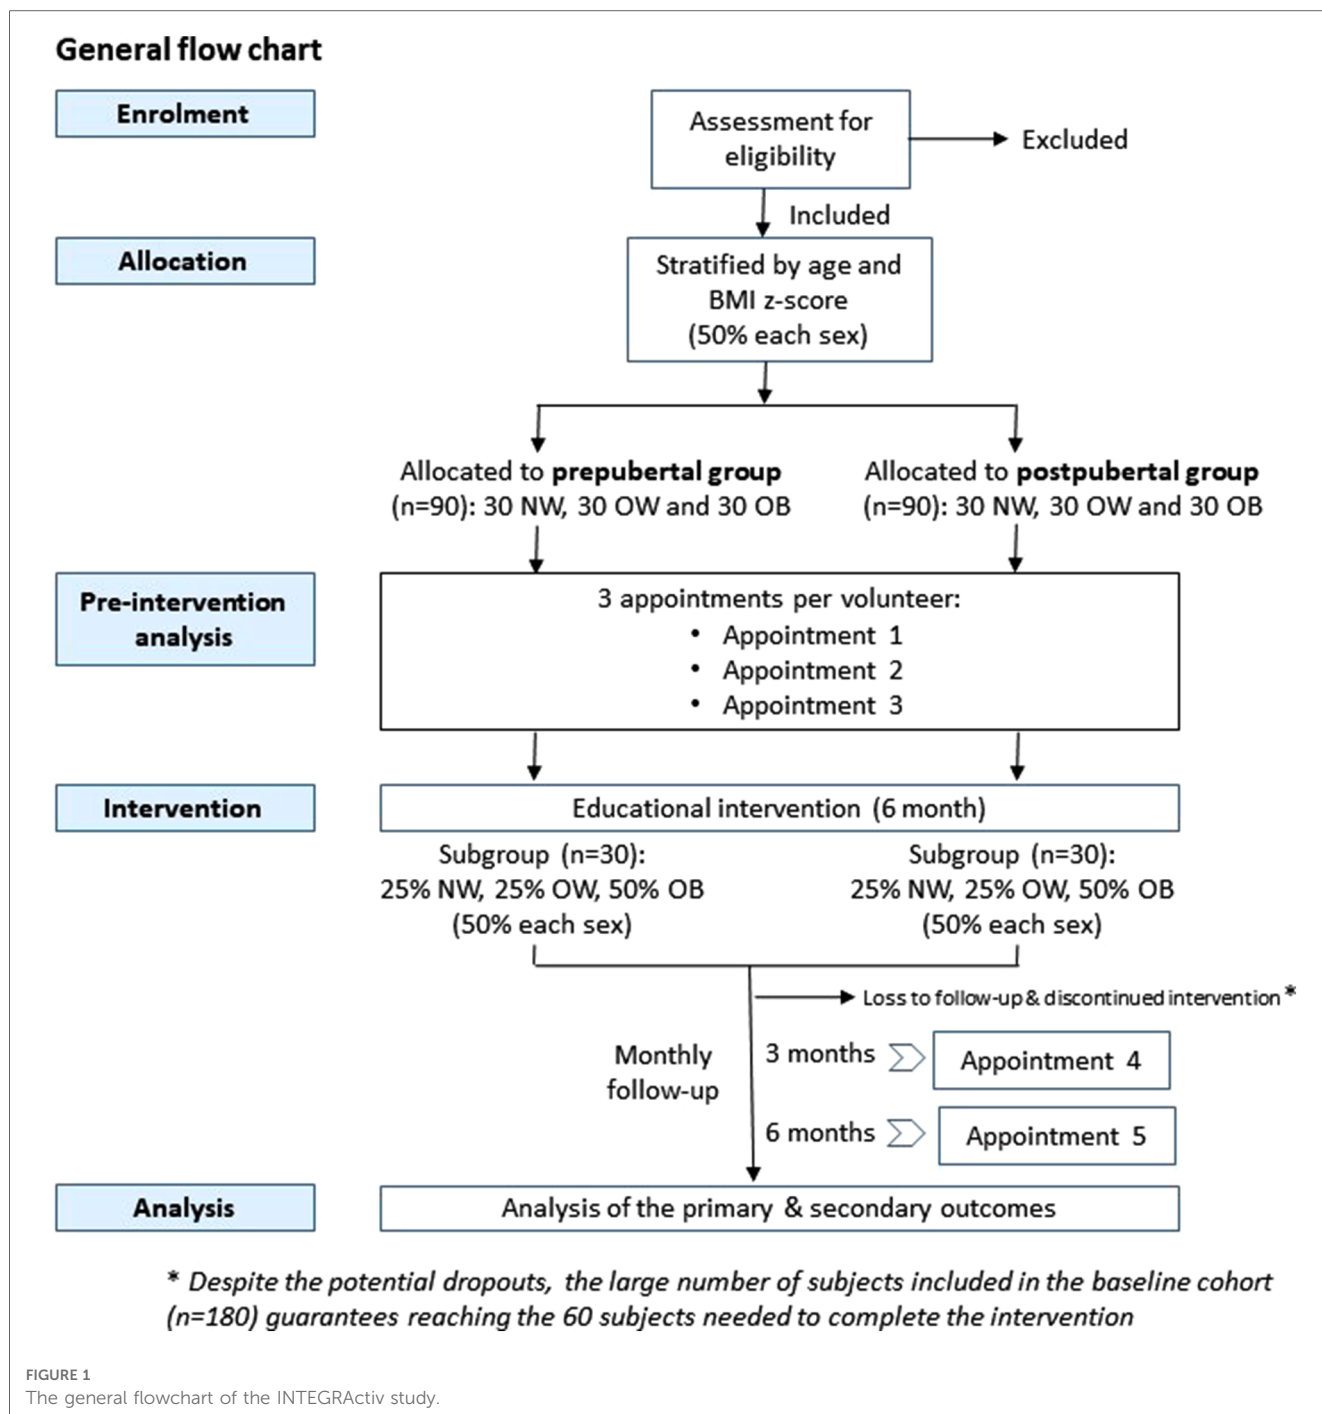 General flow chart
Enrolment
Assessment for
eligibility
Excluded
Included
Allocation
Stratified by age and
BMI z-score
(50% each sex)
Allocated to prepubertal group
(n=90): 30 NW, 30 OW and 30 OB
Allocated to postpubertal group
(n=90): 30 NW, 30 OW and 30 OB
Pre-intervention
analysis
3 appointments per volunteer:
• Appointment 1
• Appointment 2
• Appointment 3
Intervention
Educational intervention (6 month)
Subgroup (n=30):
25% NW, 25% OW, 50% OB
(50% each sex)
Subgroup (n=30):
25% NW, 25% OW, 50% OB
(50% each sex)
Loss to follow-up & discontinued intervention *
Monthly
follow-up
3 months
Appointment 4
6 months
Appointment 5
Analysis
Analysis of the primary & secondary outcomes
* Despite the potential dropouts, the large number of subjects included in the baseline cohort
(n=180) guarantees reaching the 60 subjects needed to complete the intervention
FIGURE 1
The general flowchart of the INTEGRActiv study.